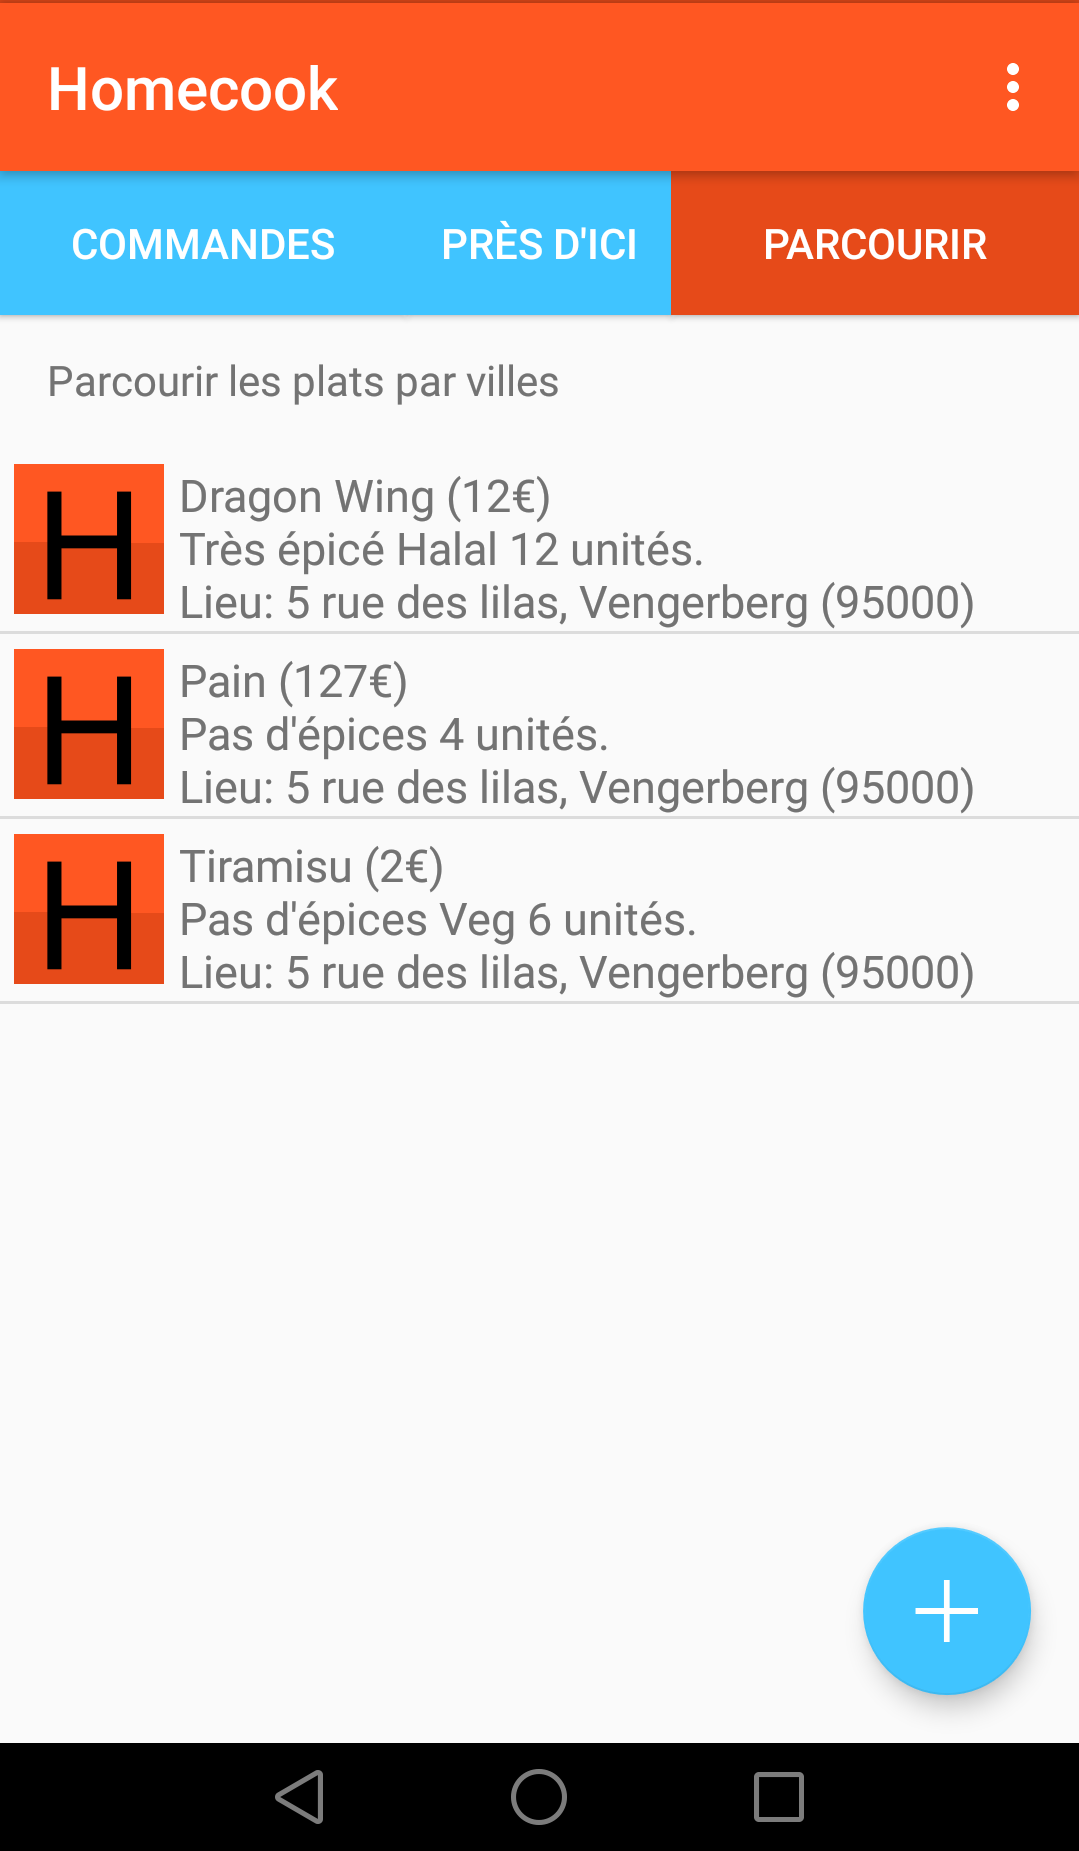 Homecook
COMMANDES PRÈS D'ICI PARCOURIR
Parcourir les plats par villes
H
Dragon Wing (12€)
Très épicé Halal 12 unités.
Lieu: 5 rue des lilas, Vengerberg (95000)
H
Pain (127€)
Pas d'épices 4 unités.
Lieu: 5 rue des lilas, Vengerberg (95000)
H
Tiramisu (2€)
Pas d'épices Veg 6 unités.
Lieu: 5 rue des lilas, Vengerberg (95000)